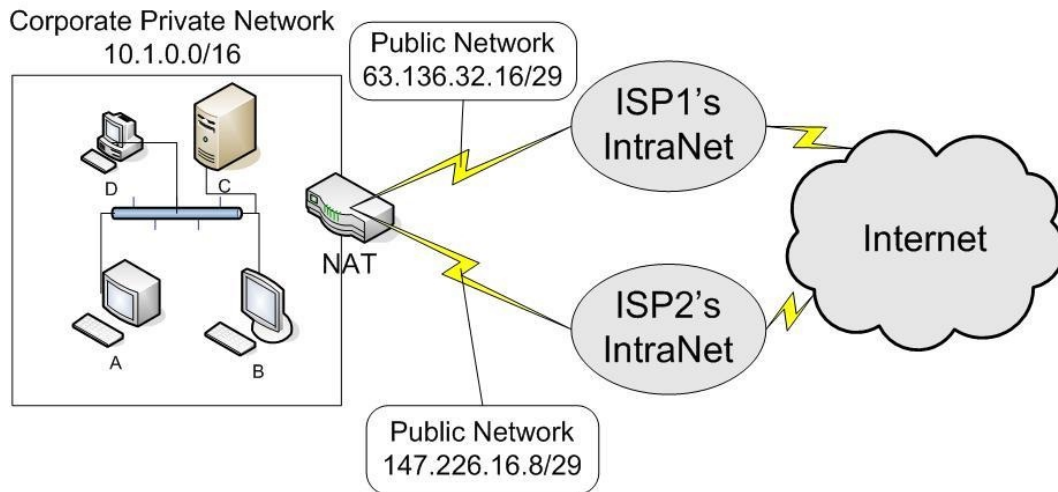 Corporate Private Network
10.1.0.0/16
Public Network
63.136.32.16/29
ISP1's
IntraNet
D
C
NAT
Internet
A
B
ISP2's
IntraNet
Public Network
147.226.16.8/29